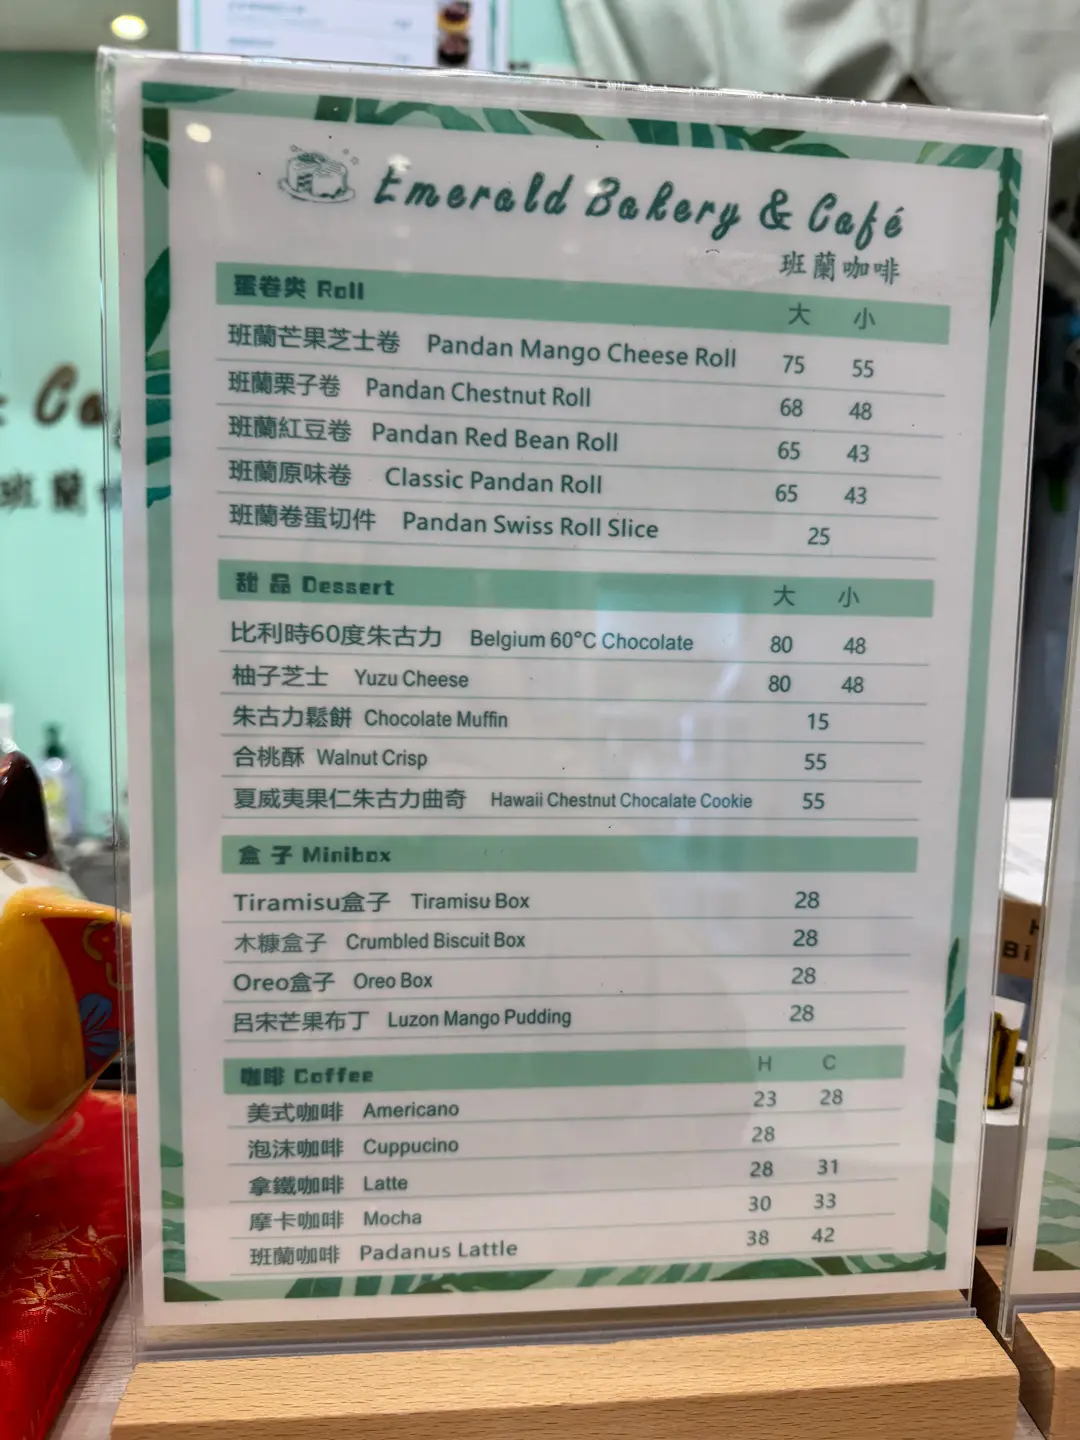 Emerald Bakery & Café
班蘭咖啡
蛋卷類 Roll 大 小
班蘭芒果芝士卷 Pandan Mango Cheese Roll 75 55
班蘭栗子卷 Pandan Chestnut Roll 68 48
班蘭紅豆卷 Pandan Red Bean Roll 65 43
班蘭原味卷 Classic Pandan Roll 65 43
班蘭卷蛋切件 Pandan Swiss Roll Slice 25
甜品 Dessert 大 小
比利時60度朱古力 Belgium 60°C Chocolate 80 48
柚子芝士 Yuzu Cheese 80 48
朱古力鬆餅 Chocolate Muffin 15
合桃酥 Walnut Crisp 55
夏威夷果仁朱古力曲奇 Hawaii Chestnut Chocalate Cookie 55
盒子 Minibox
Tiramisu盒子 Tiramisu Box 28
木糠盒子 Crumbled Biscuit Box 28
Oreo盒子 Oreo Box 28
呂宋芒果布丁 Luzon Mango Pudding 28
咖啡 Coffee H C
美式咖啡 Americano 23 28
泡沫咖啡 Cuppucino 28
拿鐵咖啡 Latte 28 31
摩卡咖啡 Mocha 30 33
班蘭咖啡 Padanus Lattle 38 42
Ca
班蘭
H
Bi